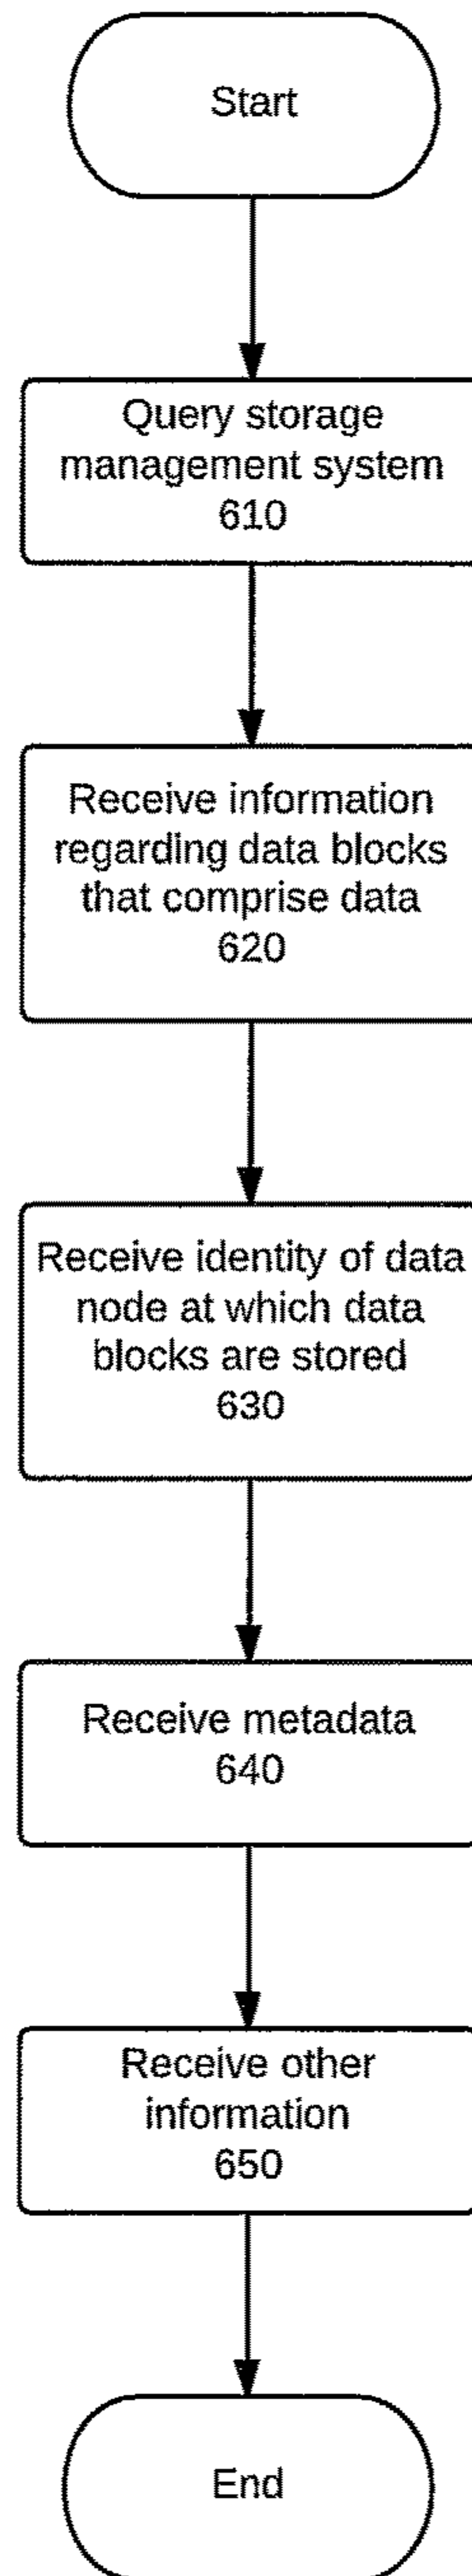 Start
Query storage
management system
610
Receive information
regarding data blocks
that comprise data
620
Receive identity of data
node at which data
blocks are stored
630
Receive metadata
640
Receive other
information
650
End